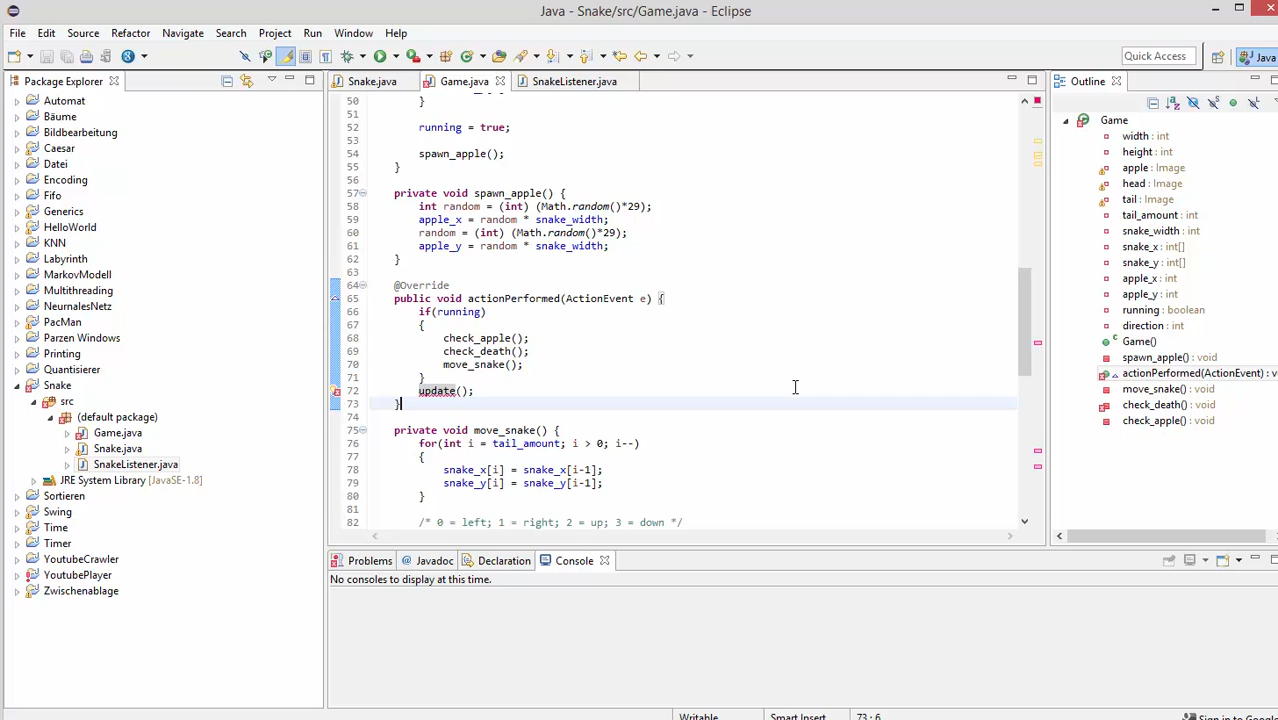 Java - Snake/src/Game.java - Eclipse
File Edit Source Refactor Navigate Search Project Run Window Help
Quick Access
Java
Package Explorer
Snake.java Game.java SnakeListener.java
Outline
Automat
Bäume
Bildbearbeitung
Caesar
Datei
Encoding
Fifo
Generics
HelloWorld
KNN
Labyrinth
MarkovModell
Multithreading
NeurnalesNetz
PacMan
Parzen Windows
Printing
Quantisierer
Snake
src
(default package)
Game.java
Snake.java
SnakeListener.java
JRE System Library [JavaSE-1.8]
Sortieren
Swing
Time
Timer
YoutubeCrawler
YoutubePlayer
Zwischenablage
50 }
51
52 running = true;
53
54 spawn_apple();
55 }
56
57 private void spawn_apple() {
58 int random = (int) (Math.random()*29);
59 apple_x = random * snake_width;
60 random = (int) (Math.random()*29);
61 apple_y = random * snake_width;
62 }
63
64 @Override
65 public void actionPerformed(ActionEvent e) {
66 if(running)
67 {
68 check_apple();
69 check_death();
70 move_snake();
71 }
72 update();
73 }
74
75 private void move_snake() {
76 for(int i = tail_amount; i > 0; i--)
77 {
78 snake_x[i] = snake_x[i-1];
79 snake_y[i] = snake_y[i-1];
80 }
81
82 /* 0 = left; 1 = right; 2 = up; 3 = down */
Game
width : int
height : int
apple : Image
head : Image
tail : Image
tail_amount : int
snake_width : int
snake_x : int[]
snake_y : int[]
apple_x : int
apple_y : int
running : boolean
direction : int
Game()
spawn_apple() : void
actionPerformed(ActionEvent) : v
move_snake() : void
check_death() : void
check_apple() : void
Problems Javadoc Declaration Console
No consoles to display at this time.
Writable Smart Insert 73 : 6 Sign in to Google